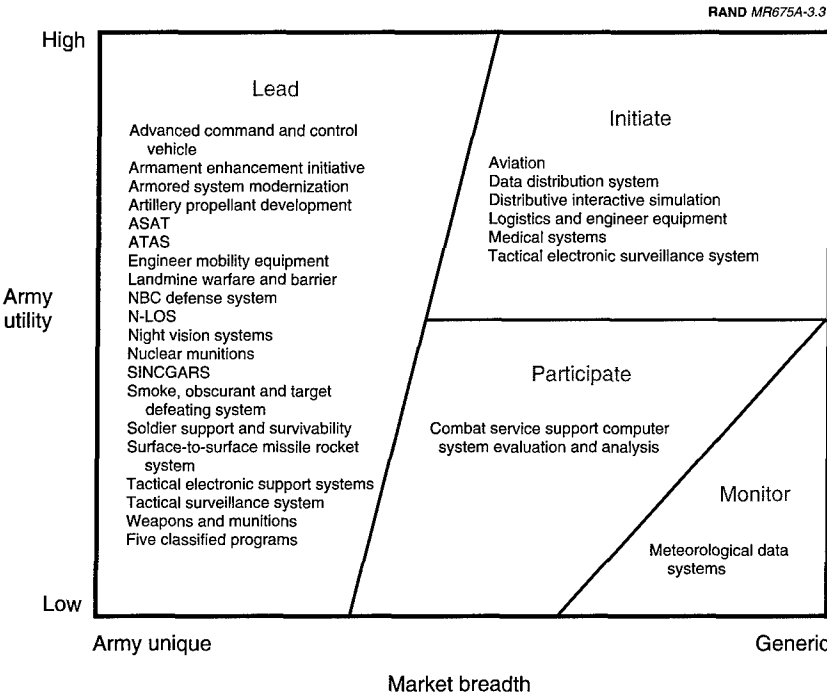 RAND MR675A-3.3
High
Lead
Advanced command and control
vehicle
Armament enhancement initiative
Armored system modernization
Artillery propellant development
ASAT
ATAS
Engineer mobility equipment
Landmine warfare and barrier
NBC defense system
N-LOS
Night vision systems
Nuclear munitions
SINCGARS
Smoke, obscurant and target
defeating system
Soldier support and survivability
Surface-to-surface missile rocket
system
Tactical electronic support systems
Tactical surveillance system
Weapons and munitions
Five classified programs
Initiate
Aviation
Data distribution system
Distributive interactive simulation
Logistics and engineer equipment
Medical systems
Tactical electronic surveillance system
Army
utility
Participate
Combat service support computer
system evaluation and analysis
Monitor
Meteorological data
systems
Low
Army unique
Generic
Market breadth